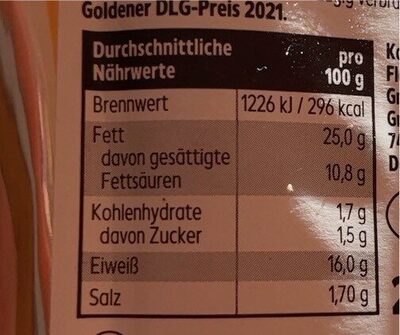 Goldener DLG-Preis 2021.
Durchschnittliche pro
Nährwerte 100 g
Brennwert 1226 kJ / 296 kcal
Fett 25,0 g
davon gesättigte
Fettsäuren 10,8 g
Kohlenhydrate 1,7 g
davon Zucker 1,5 g
Eiweiß 16,0 g
Salz 1,70 g